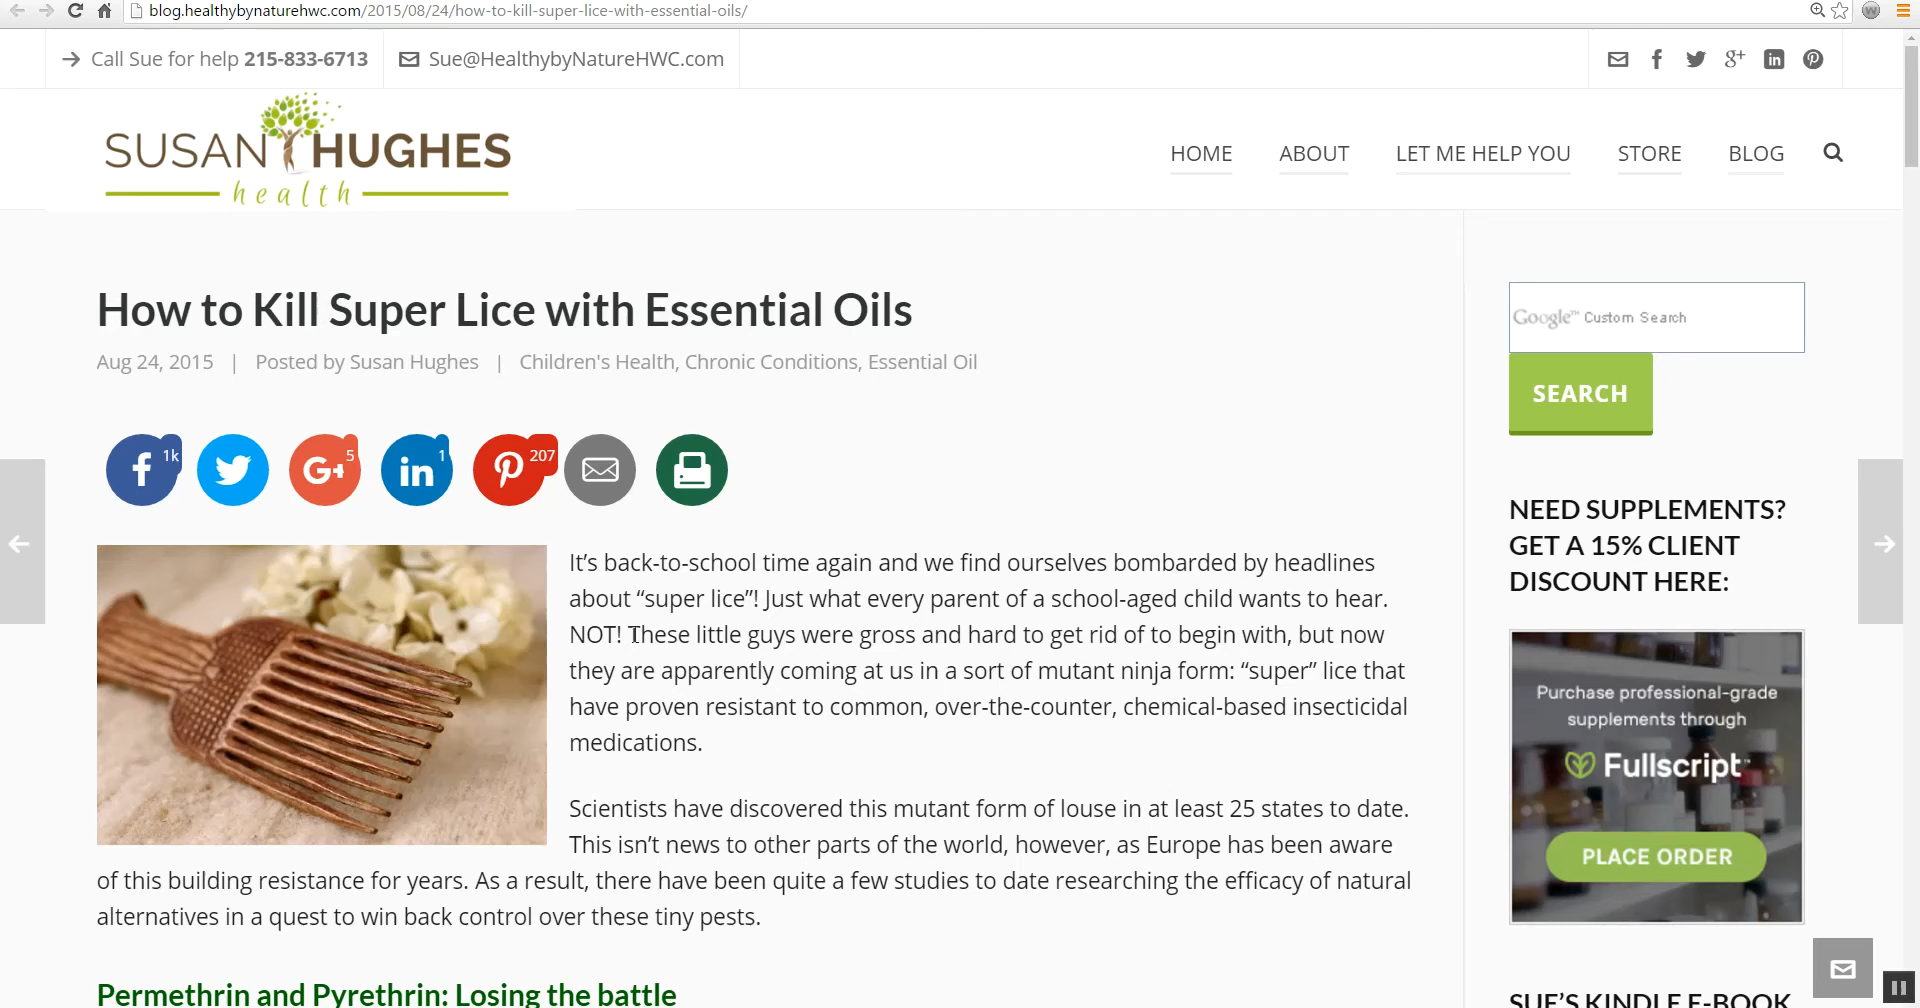 blog.healthybynaturehwc.com/2015/08/24/how-to-kill-super-lice-with-essential-oils/
Call Sue for help 215-833-6713
Sue@HealthybyNatureHWC.com
SUSAN HUGHES
health
HOME
ABOUT
LET ME HELP YOU
STORE
BLOG
How to Kill Super Lice with Essential Oils
Aug 24, 2015 | Posted by Susan Hughes | Children's Health, Chronic Conditions, Essential Oil
1k
G+ 5
in 1
207
It’s back-to-school time again and we find ourselves bombarded by headlines
about “super lice”! Just what every parent of a school-aged child wants to hear.
NOT! These little guys were gross and hard to get rid of to begin with, but now
they are apparently coming at us in a sort of mutant ninja form: “super” lice that
have proven resistant to common, over-the-counter, chemical-based insecticidal
medications.
Scientists have discovered this mutant form of louse in at least 25 states to date.
This isn’t news to other parts of the world, however, as Europe has been aware
of this building resistance for years. As a result, there have been quite a few studies to date researching the efficacy of natural
alternatives in a quest to win back control over these tiny pests.
Permethrin and Pyrethrin: Losing the battle
Google™ Custom Search
SEARCH
NEED SUPPLEMENTS?
GET A 15% CLIENT
DISCOUNT HERE:
Purchase professional-grade
supplements through
Fullscript
PLACE ORDER
SUE’S KINDLE E-BOOK